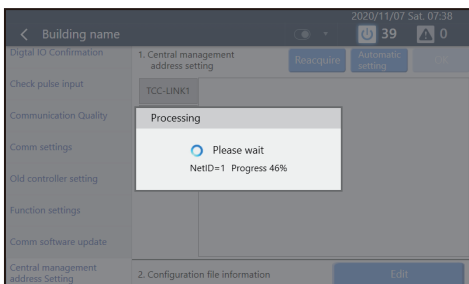 2020/11/07 Sat. 07:38
Building name
39
0
Digtal IO Confirmation
Check pulse input
Communication Quality
Comm settings
Old controller setting
Function settings
Comm software update
Central management
address Setting
1. Central management
address setting
Reacquire
Automatic
setting
OK
TCC-LINK1
Processing
Please wait
NetID=1 Progress 46%
2. Configuration file information
Edit